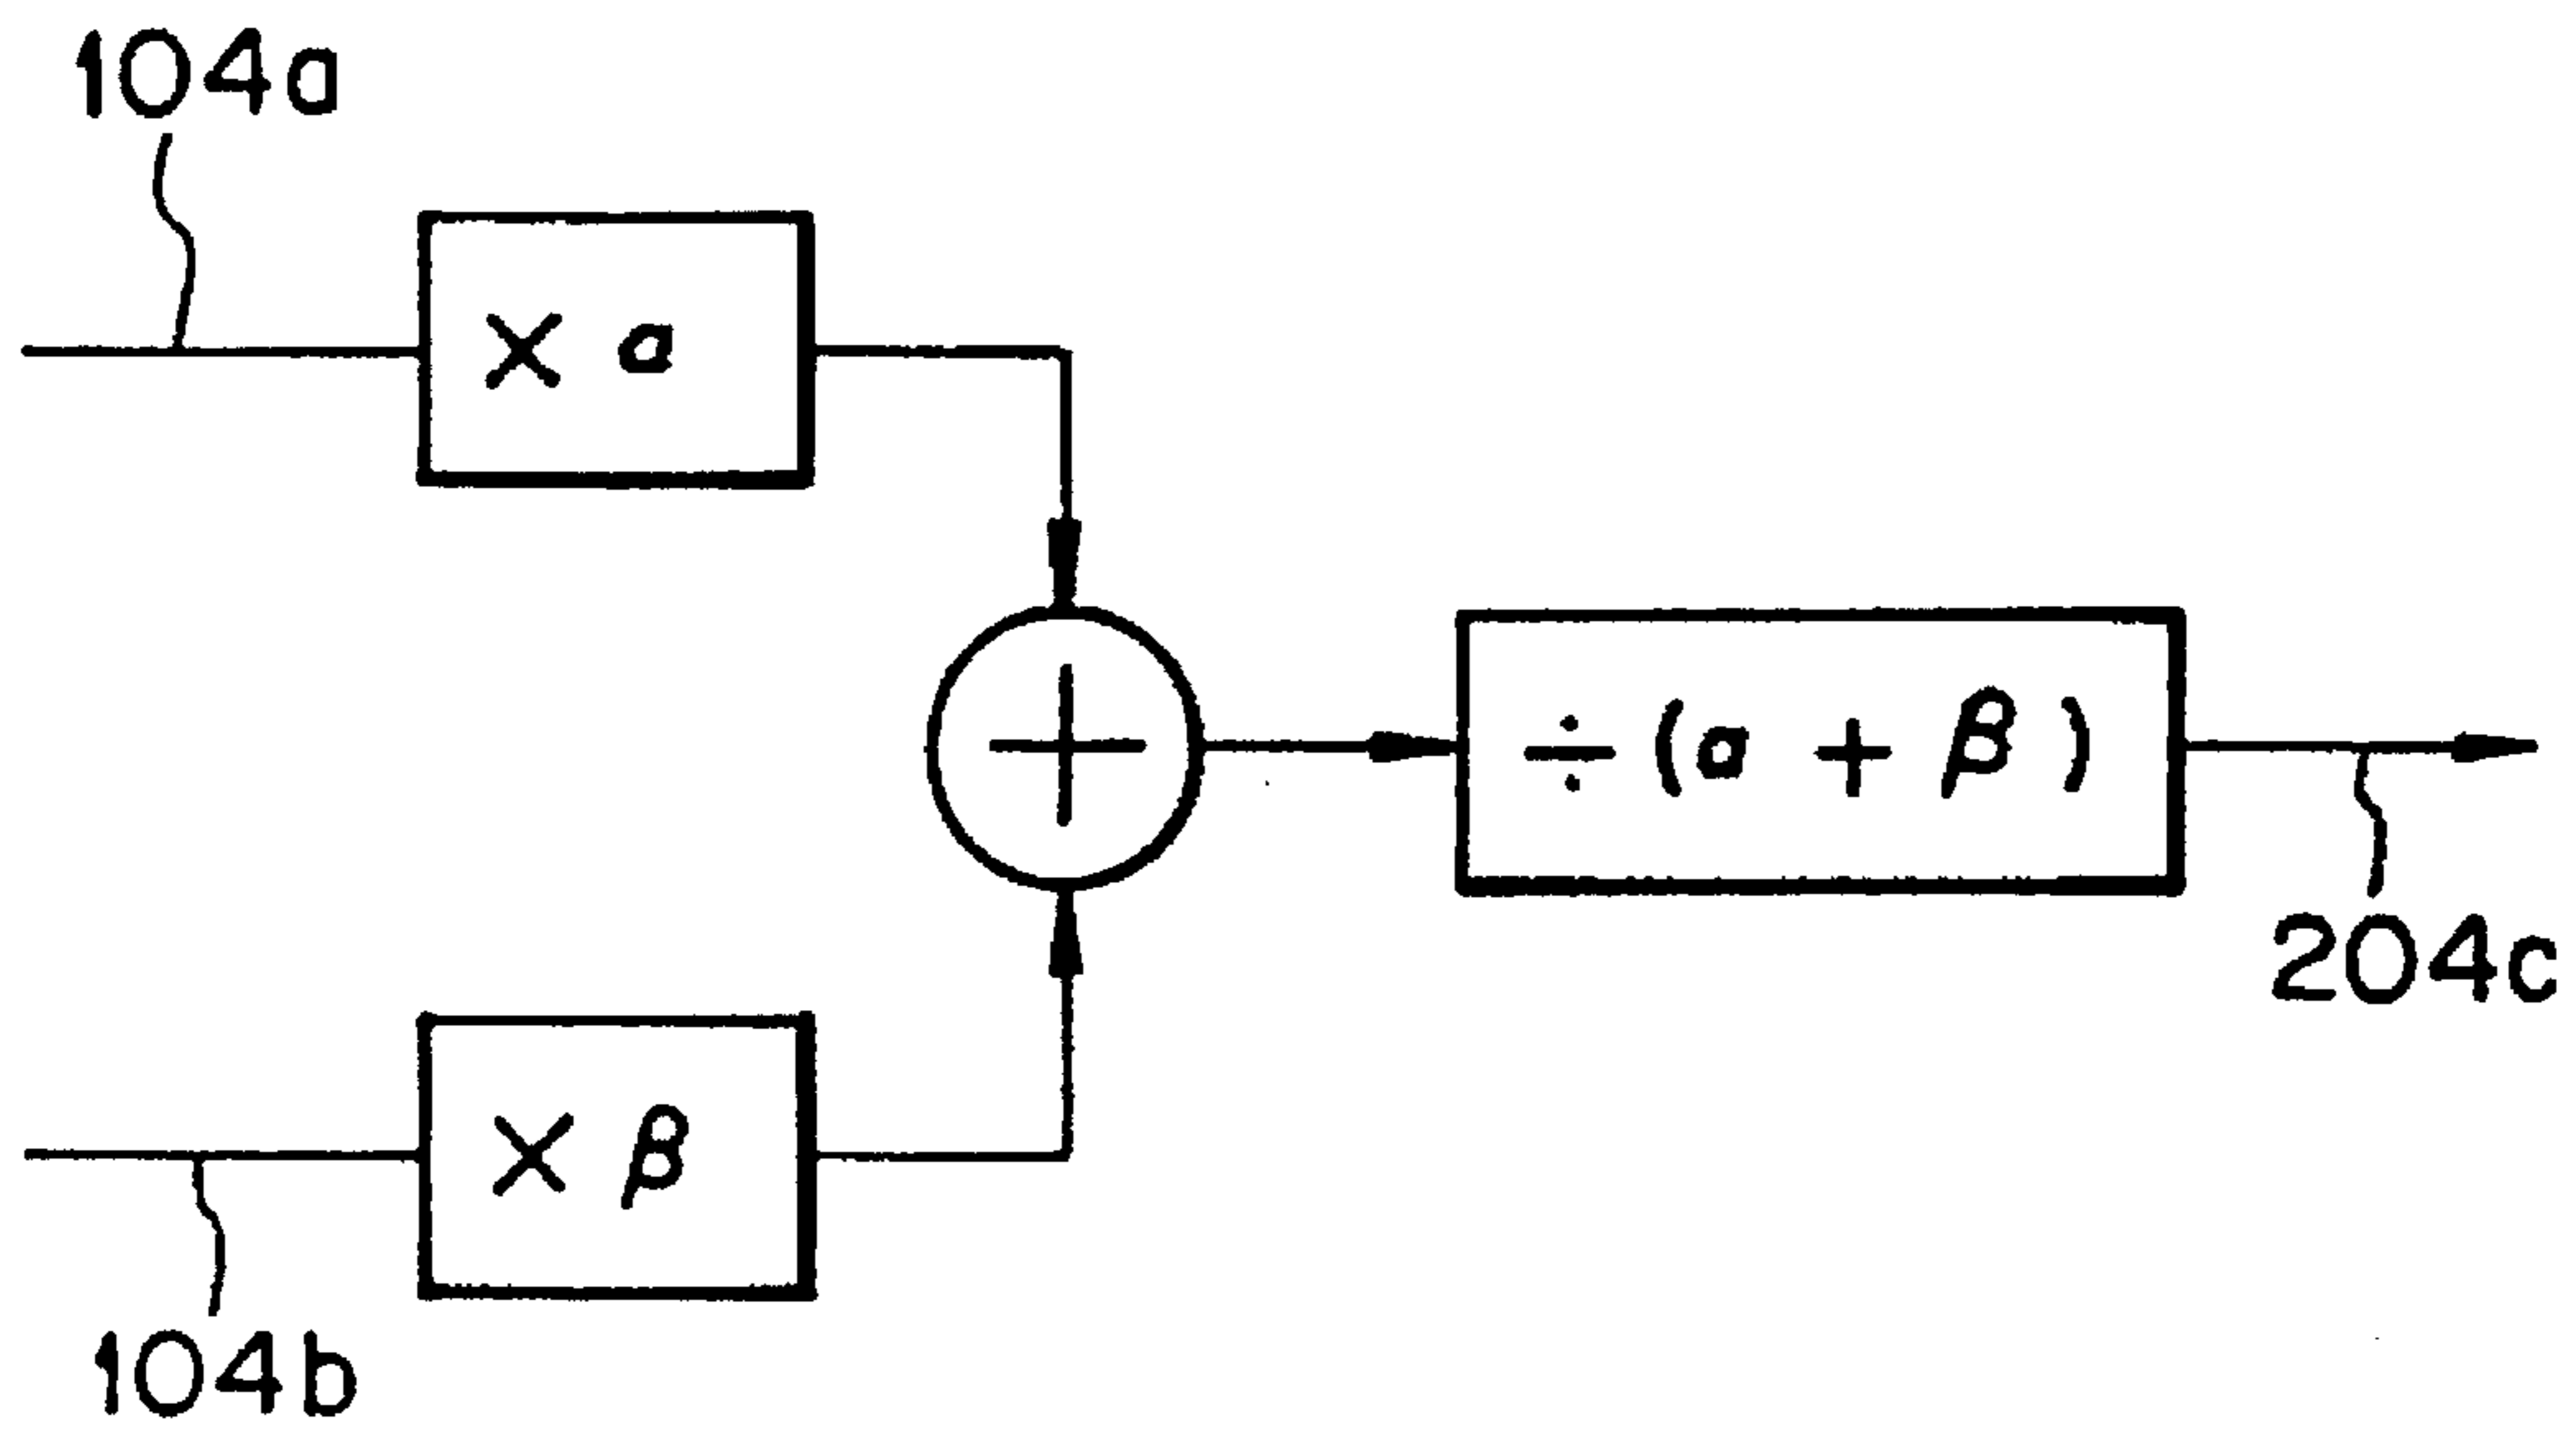 104a
× α
+
÷ (α + β)
204c
× β
104b